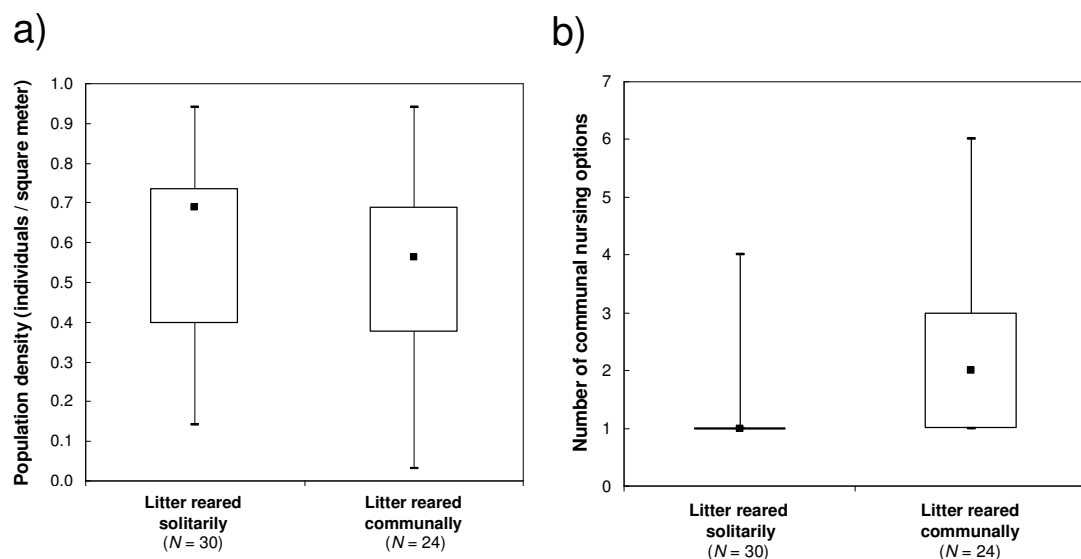 a)
Population density (individuals / square meter)
1.0
0.9
0.8
0.7
0.6
0.5
0.4
0.3
0.2
0.1
0.0
Litter reared
solitarily
(N = 30)
Litter reared
communally
(N = 24)
b)
Number of communal nursing options
7
6
5
4
3
2
1
0
Litter reared
solitarily
(N = 30)
Litter reared
communally
(N = 24)